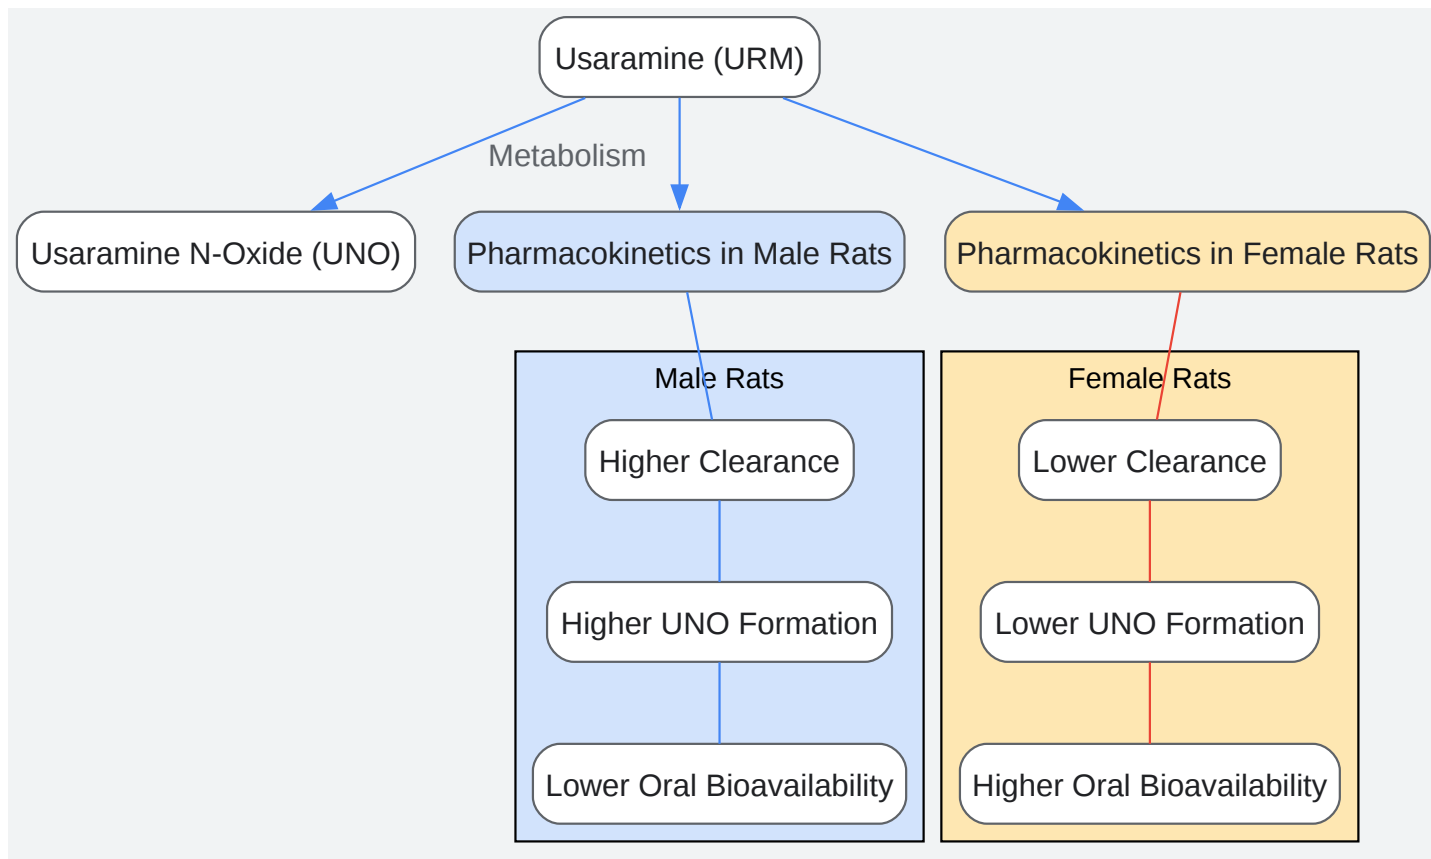 Usaramine (URM)
Metabolism
Usaramine N-Oxide (UNO)
Pharmacokinetics in Male Rats
Pharmacokinetics in Female Rats
Male Rats
Higher Clearance
Higher UNO Formation
Lower Oral Bioavailability
Female Rats
Lower Clearance
Lower UNO Formation
Higher Oral Bioavailability